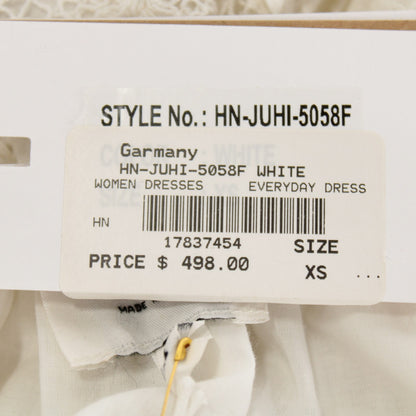 STYLE No.: HN-JUHI-5058F
Garmany
HN-JUHI-5058F WHITE
WOMEN DRESSES EVERYDAY DRESS
HN
17837454 SIZE
PRICE $ 498.00 XS ...
MADE